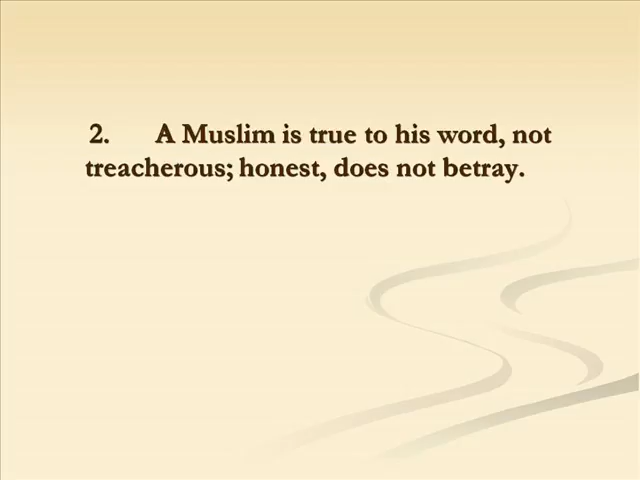 2. A Muslim is true to his word, not
treacherous; honest, does not betray.